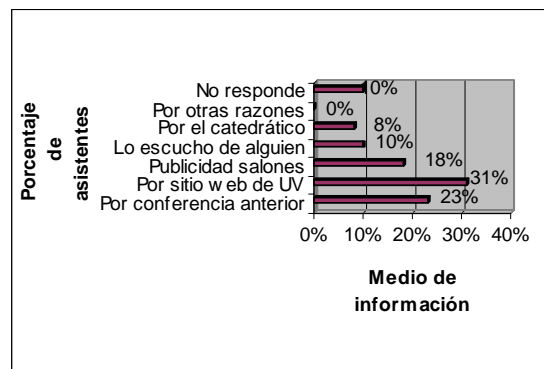 Porcentaje
de
asistentes
No responde 0%
Por otras razones 0%
Por el catedrático 8%
Lo escucho de alguien 10%
Publicidad salones 18%
Por sitio web de UV 31%
Por conferencia anterior 23%
0% 10% 20% 30% 40%
Medio de
información